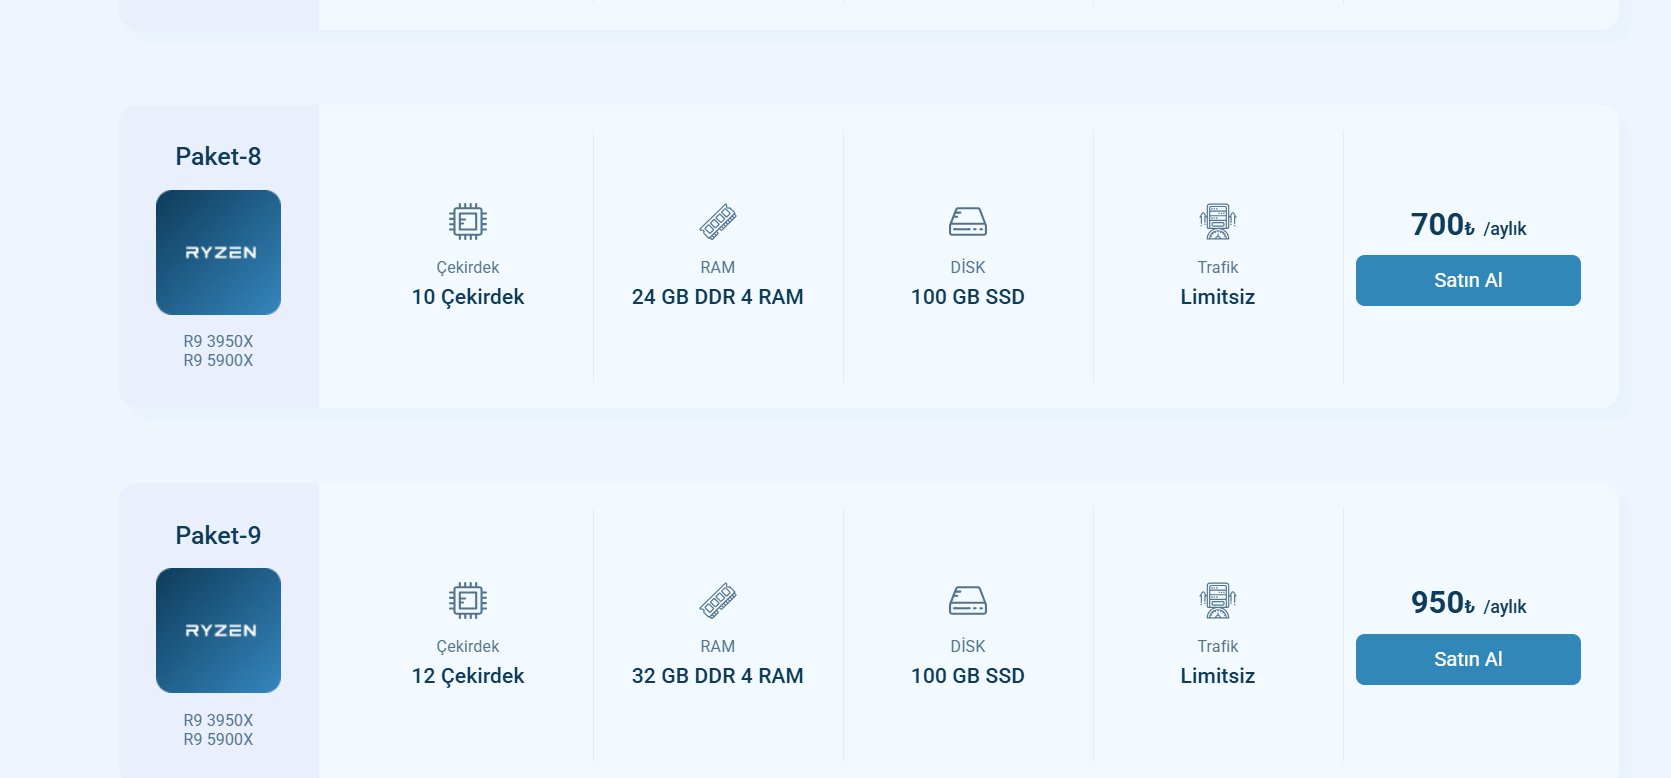 Paket-8
RYZEN
R9 3950X
R9 5900X
Çekirdek
10 Çekirdek
RAM
24 GB DDR 4 RAM
DİSK
100 GB SSD
Trafik
Limitsiz
700₺ /aylık
Satın Al
Paket-9
RYZEN
R9 3950X
R9 5900X
Çekirdek
12 Çekirdek
RAM
32 GB DDR 4 RAM
DİSK
100 GB SSD
Trafik
Limitsiz
950₺ /aylık
Satın Al